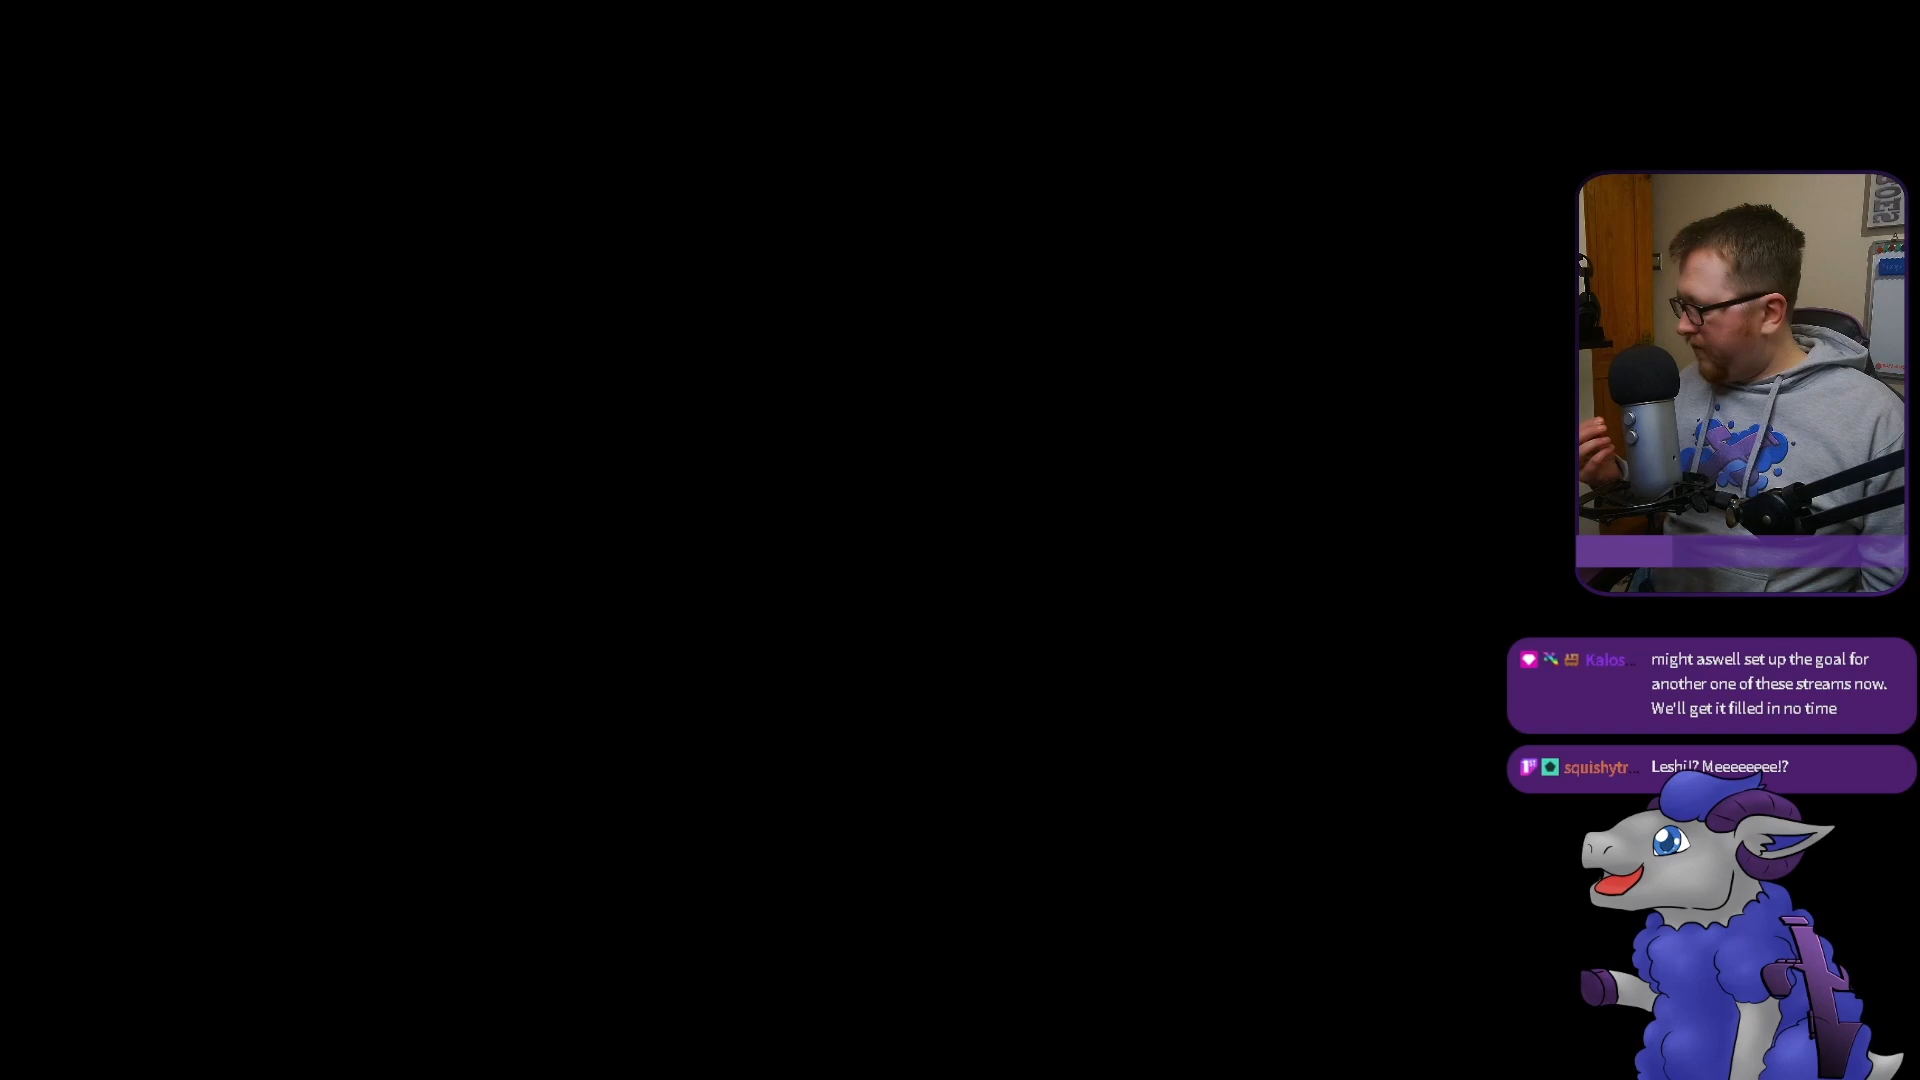 Kalos...
might aswell set up the goal for
another one of these streams now.
We'll get it filled in no time
squishytr...
Leshi!? Meeeeeeee!?